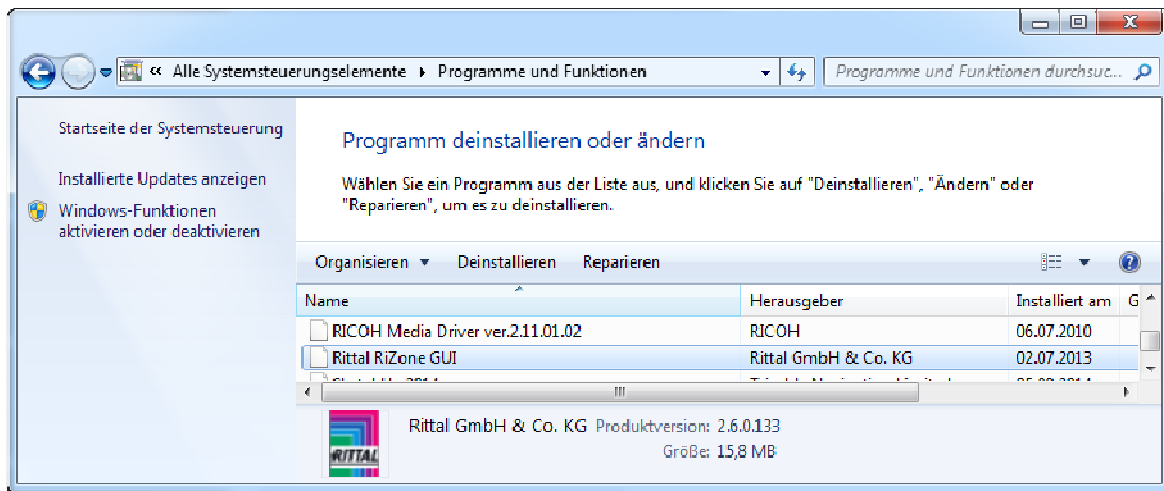 « Alle Systemsteuerungselemente ▸ Programme und Funktionen
Programme und Funktionen durchsuc...
Startseite der Systemsteuerung
Installierte Updates anzeigen
Windows-Funktionen
aktivieren oder deaktivieren
Programm deinstallieren oder ändern
Wählen Sie ein Programm aus der Liste aus, und klicken Sie auf "Deinstallieren", "Ändern" oder
"Reparieren", um es zu deinstallieren.
Organisieren Deinstallieren Reparieren
Name Herausgeber Installiert am G
RICOH Media Driver ver.2.11.01.02 RICOH 06.07.2010
Rittal RiZone GUI Rittal GmbH & Co. KG 02.07.2013
Rittal GmbH & Co. KG Produktversion: 2.6.0.133
Größe: 15,8 MB
RITTAL